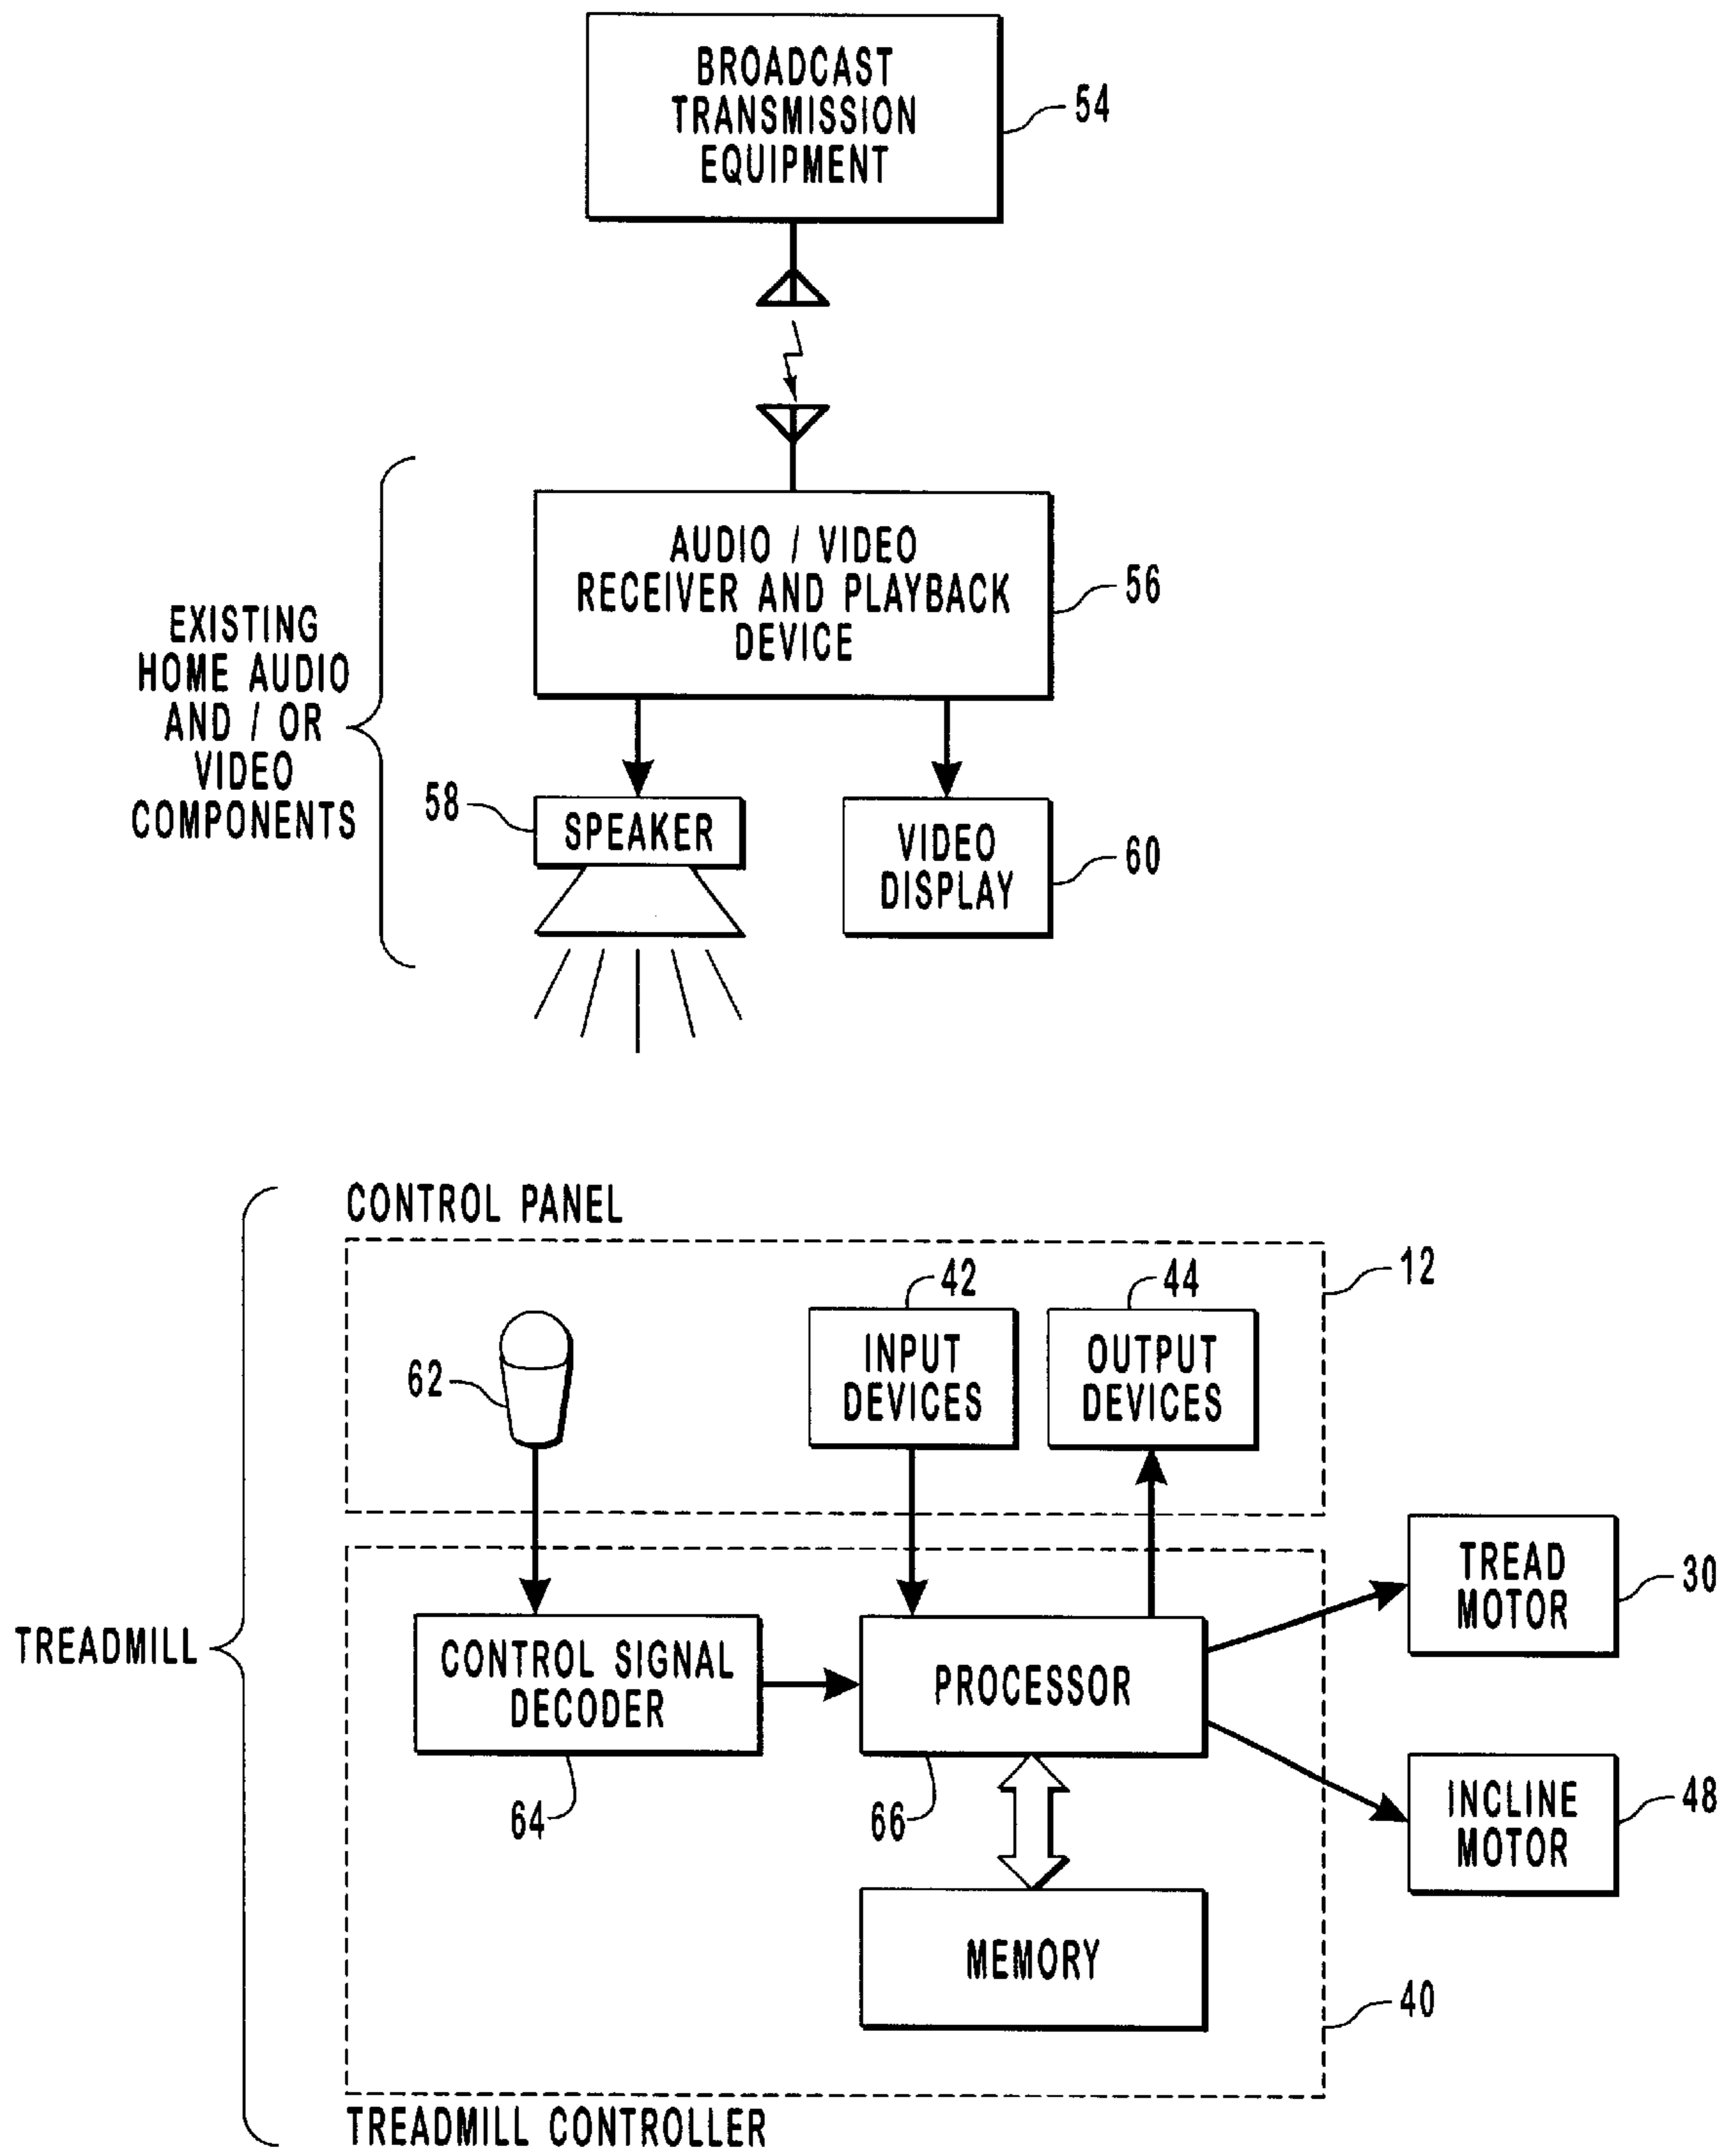 BROADCAST
TRANSMISSION
EQUIPMENT
54
AUDIO / VIDEO
RECEIVER AND PLAYBACK
DEVICE
56
EXISTING
HOME AUDIO
AND / OR
VIDEO
COMPONENTS
58
SPEAKER
VIDEO
DISPLAY
60
CONTROL PANEL
12
42
44
62
INPUT
DEVICES
OUTPUT
DEVICES
TREADMILL
TREAD
MOTOR
30
CONTROL SIGNAL
DECODER
PROCESSOR
64
66
INCLINE
MOTOR
48
MEMORY
40
TREADMILL CONTROLLER